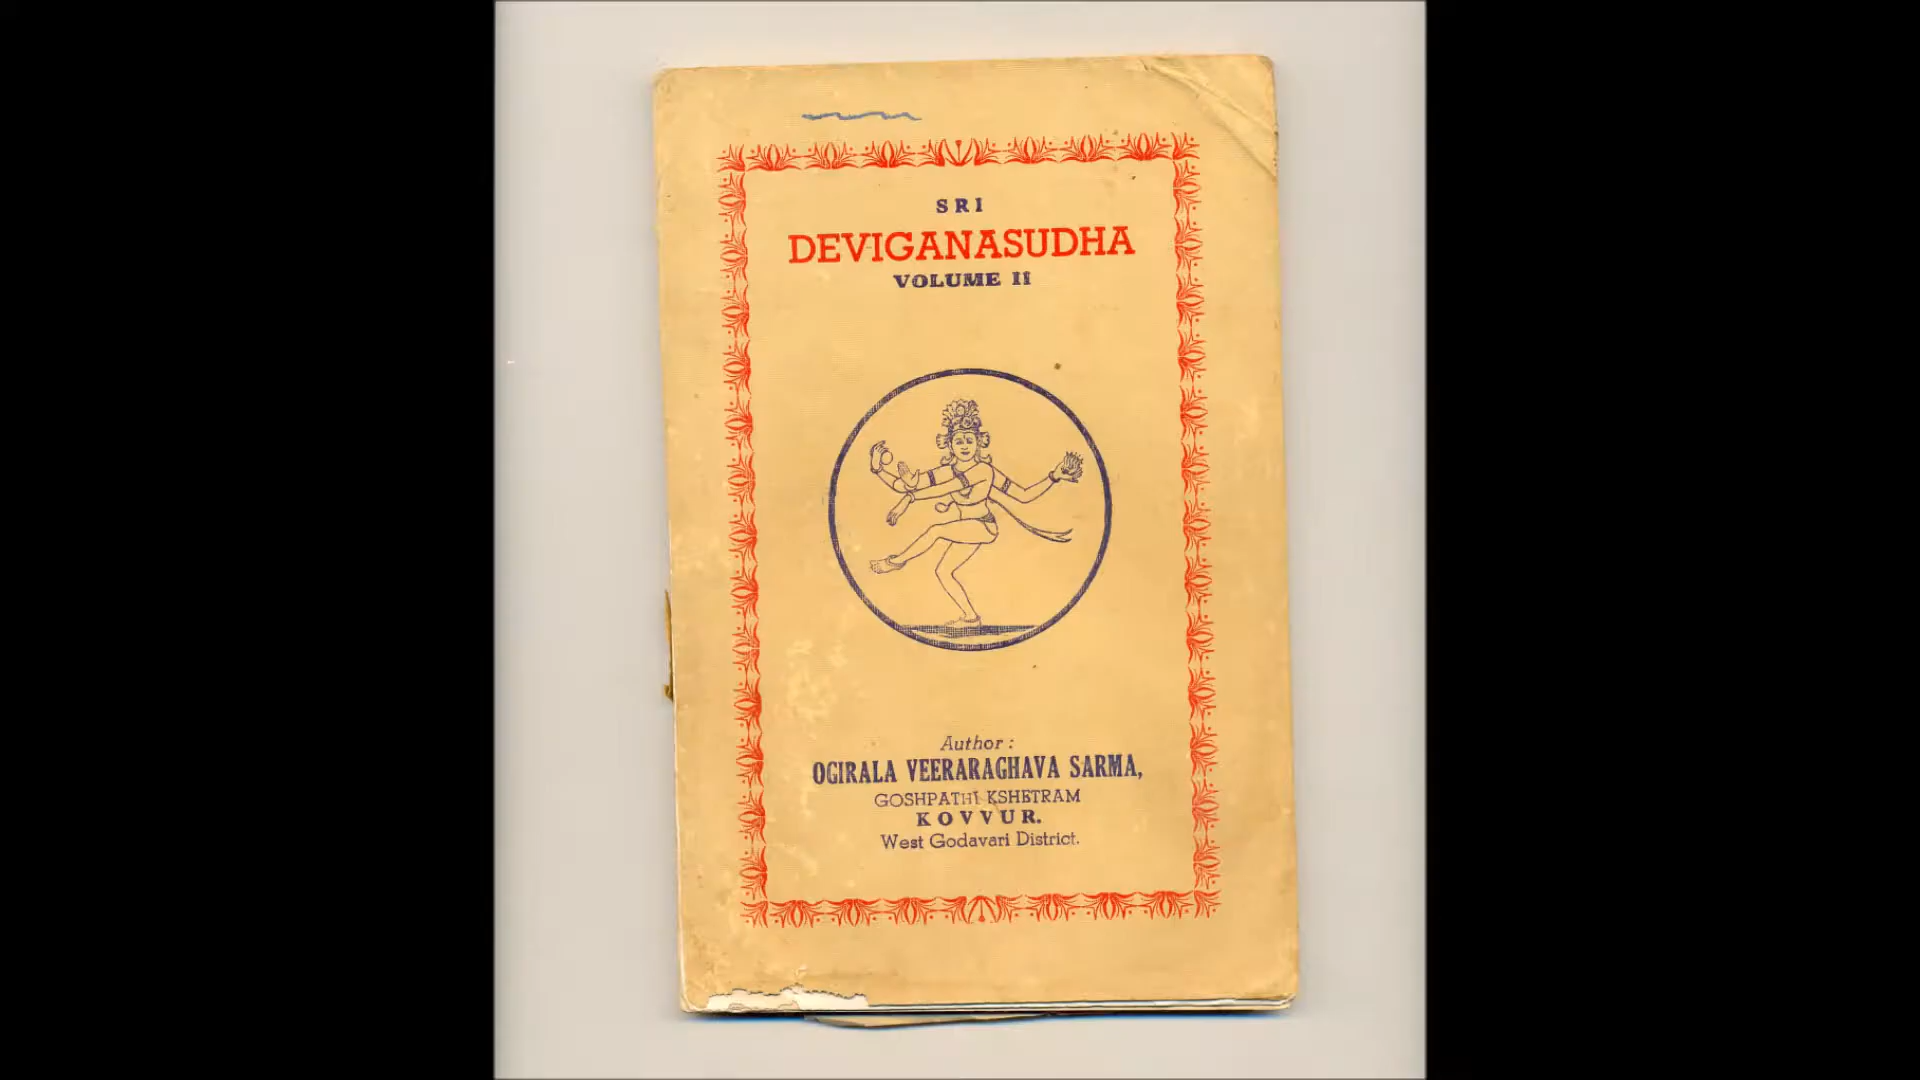 SRI
DEVIGANASUDHA
VOLUME II
Author :
OGIRALA VEERARAGHAVA SARMA,
GOSHPATHI KSHETRAM
KOVVUR.
West Godavari District.